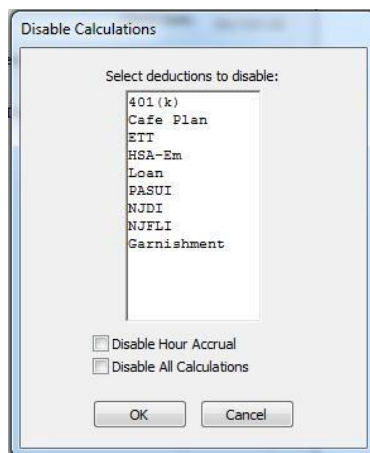 Disable Calculations
Select deductions to disable:
401(k)
Cafe Plan
ETT
HSA-Em
Loan
PASUI
NJDI
NJFLI
Garnishment
Disable Hour Accrual
Disable All Calculations
OK
Cancel